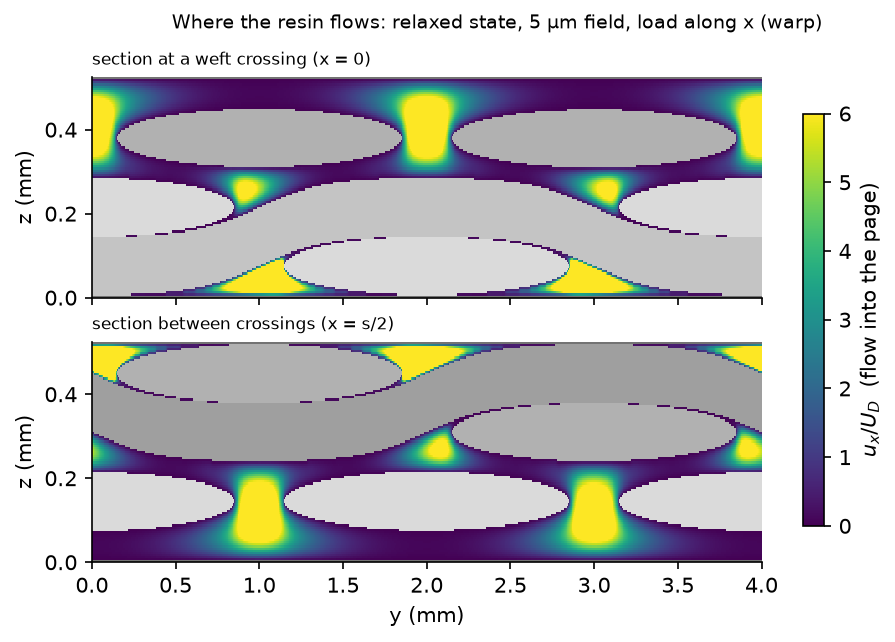 Where the resin flows: relaxed state, 5 µm field, load along x (warp)
section at a weft crossing (x = 0)
0.4
0.2
0.0
z (mm)
section between crossings (x = s/2)
0.4
0.2
0.0
z (mm)
0.0 0.5 1.0 1.5 2.0 2.5 3.0 3.5 4.0
y (mm)
6
5
4
3
2
1
0
u_x/U_D (flow into the page)